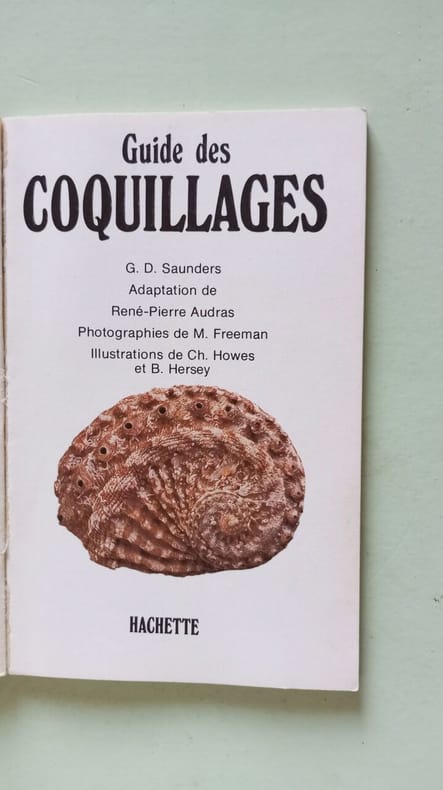 Guide des
COQUILLAGES
G. D. Saunders
Adaptation de
René-Pierre Audras
Photographies de M. Freeman
Illustrations de Ch. Howes
et B. Hersey
HACHETTE